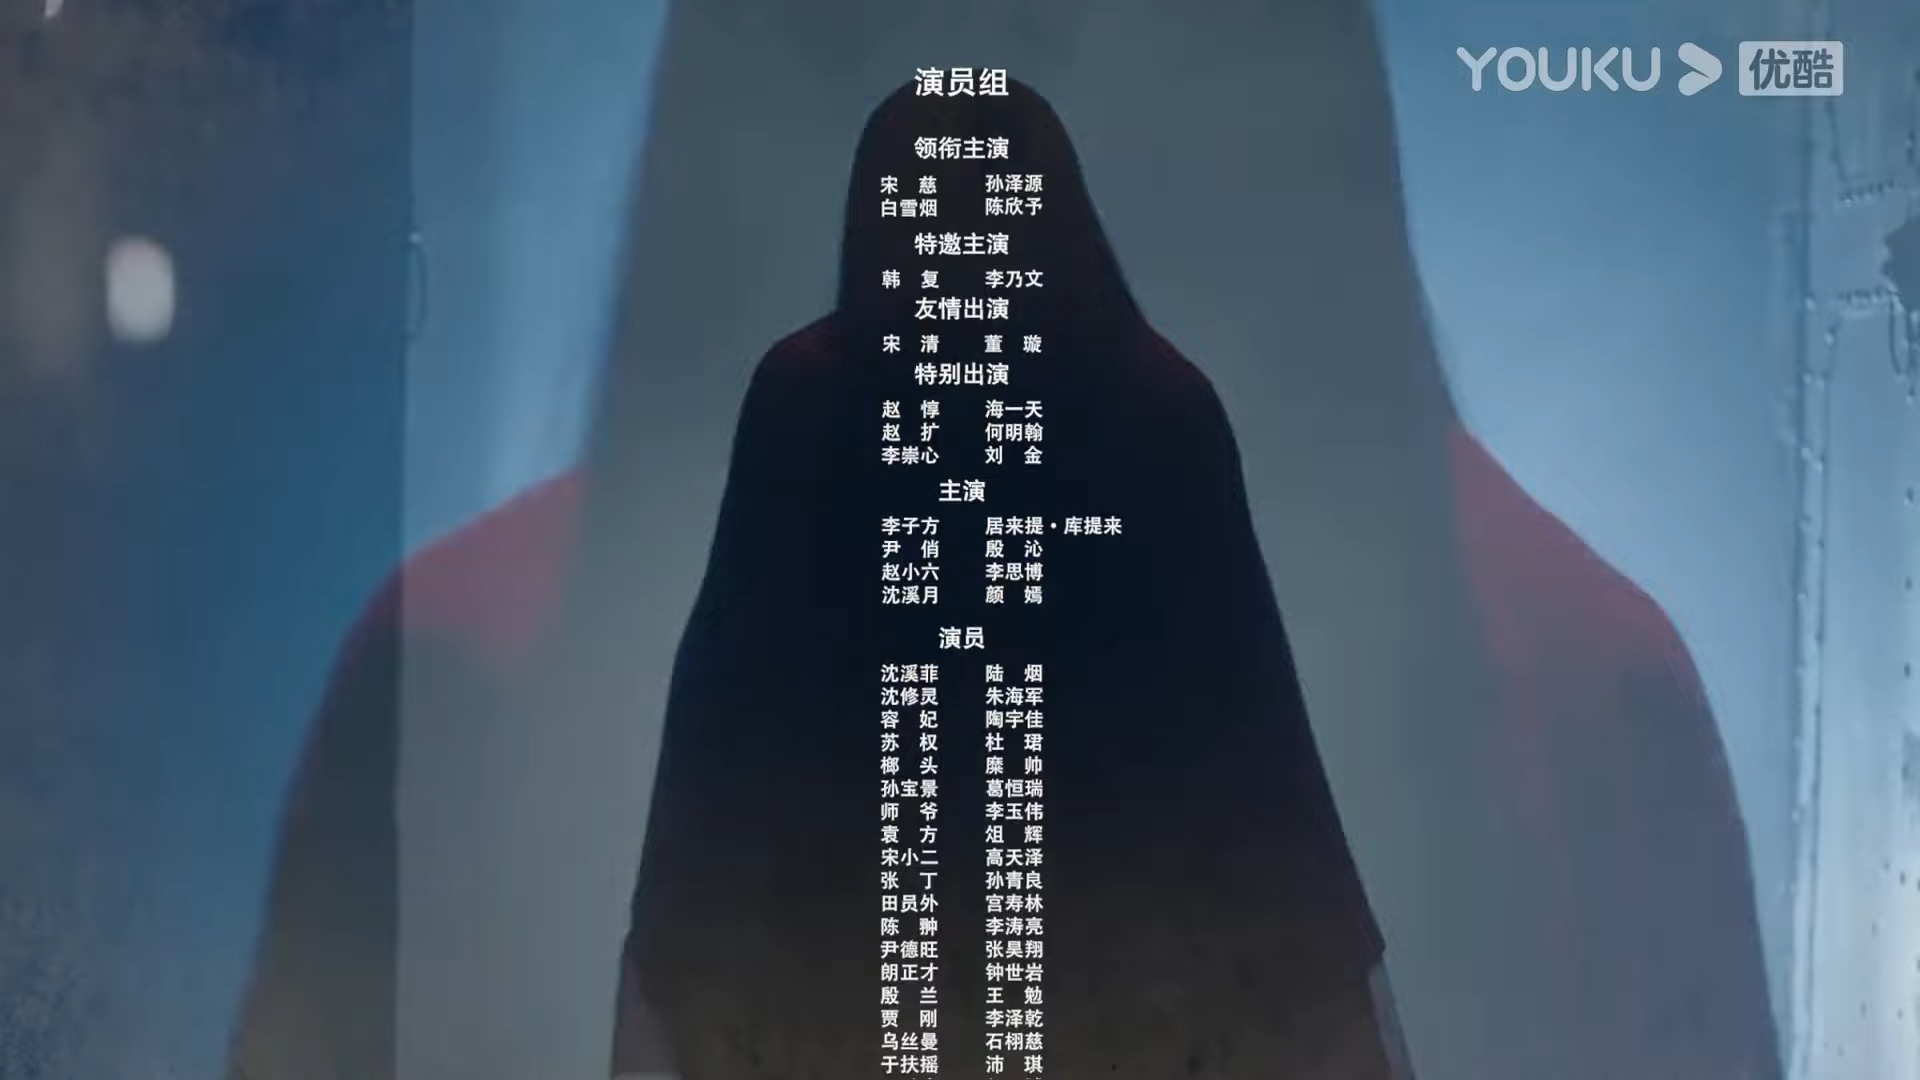 YOUKU 优酷
演员组
领衔主演
宋 慈 孙泽源
白雪烟 陈欣予
特邀主演
韩 复 李乃文
友情出演
宋 清 董 璇
特别出演
赵 惇 海一天
赵 扩 何明翰
李崇心 刘 金
主演
李子方 居来提·库提来
尹 俏 殷 沁
赵小六 李思博
沈溪月 颜 嫣
演员
沈溪菲 陆 烟
沈修灵 朱海军
容 妃 陶宇佳
苏 权 杜 珺
榔 头 糜 帅
孙宝景 葛恒瑞
师 爷 李玉伟
袁 方 俎 辉
宋小二 高天泽
张 丁 孙青良
田员外 宫寿林
陈 翀 李涛亮
尹德旺 张昊翔
朗正才 钟世岩
殷 兰 王 勉
贾 刚 李泽乾
乌丝曼 石栩慈
于扶摇 沛 琪